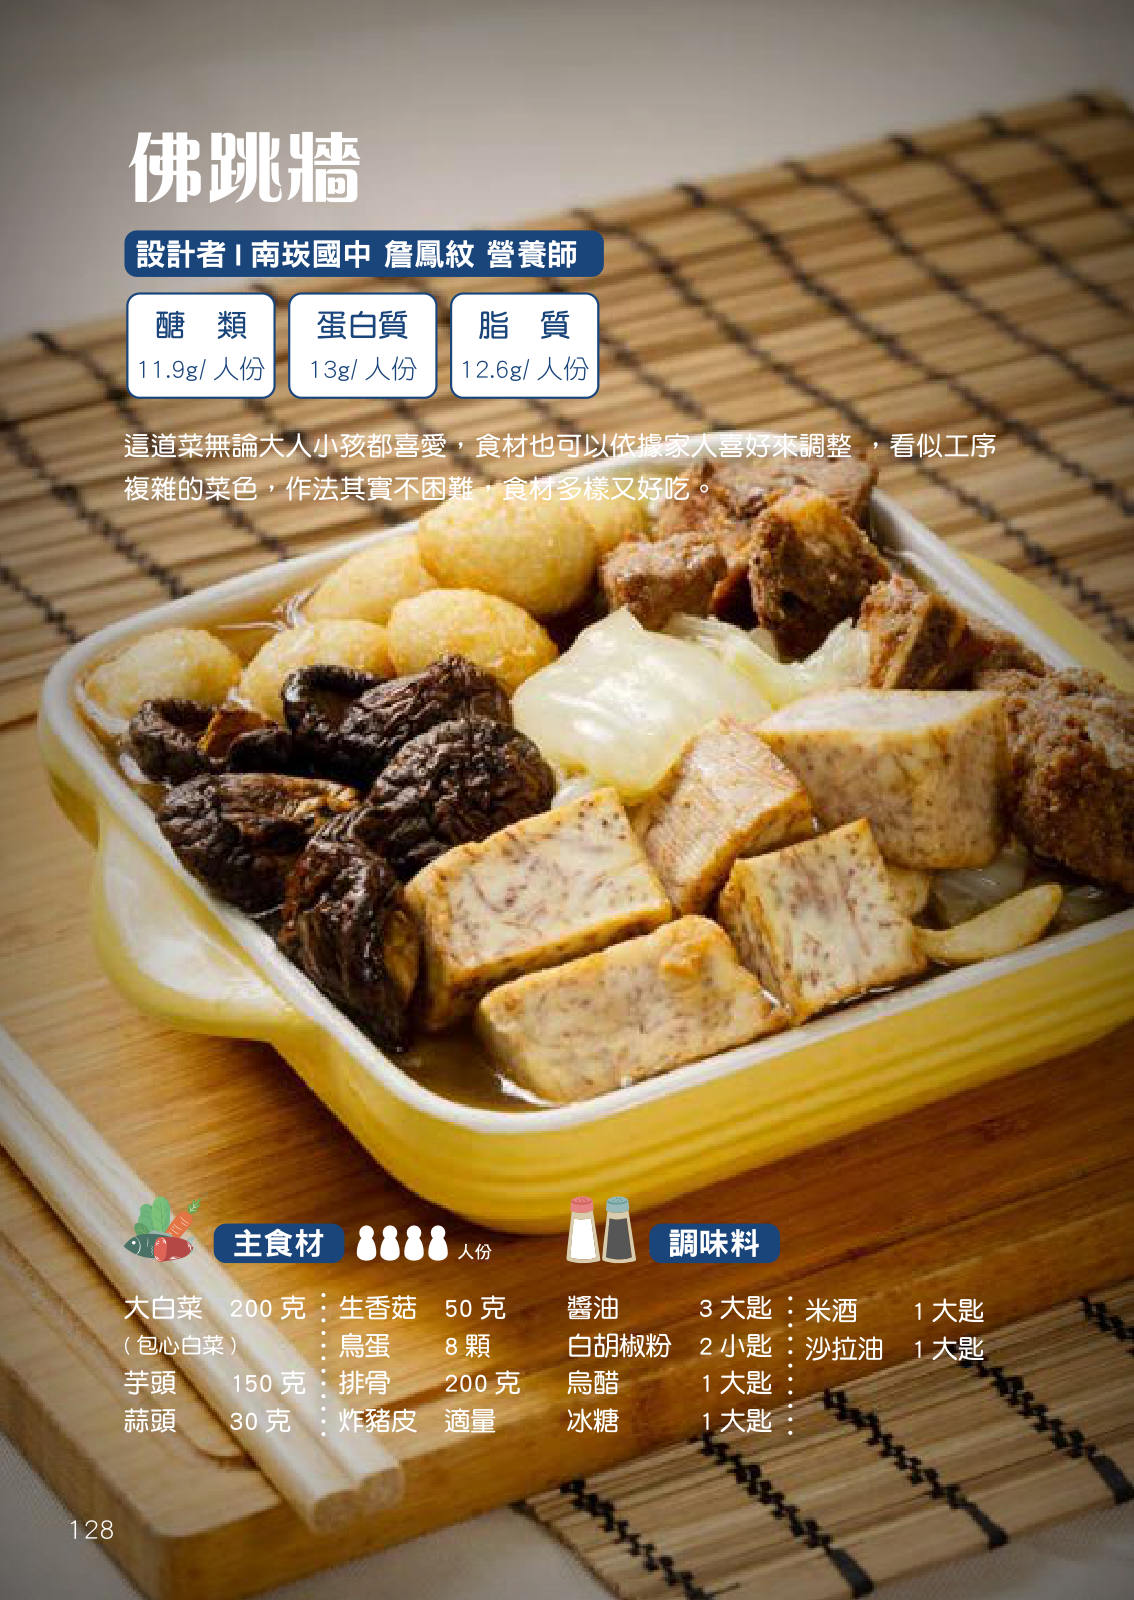 佛跳牆
設計者 | 南崁國中 詹鳳紋 營養師
醣 類
11.9g/ 人份
蛋白質
13g/ 人份
脂 質
12.6g/ 人份
這道菜無論大人小孩都喜愛，食材也可以依據家人喜好來調整 ，看似工序
複雜的菜色，作法其實不困難，食材多樣又好吃。
主食材
人份
大白菜 200 克
( 包心白菜 )
芋頭 150 克
蒜頭 30 克
生香菇 50 克
鳥蛋 8 顆
排骨 200 克
炸豬皮 適量
調味料
醬油 3 大匙
白胡椒粉 2 小匙
烏醋 1 大匙
冰糖 1 大匙
米酒 1 大匙
沙拉油 1 大匙
128